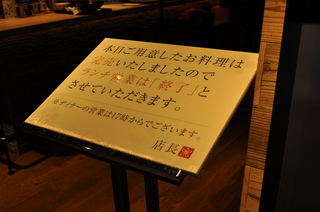 本日ご用意したお料理は
完売いたしましたので
ランチ営業は「終了」と
させていただきます。
※ディナーの営業は17時からでございます。
店長